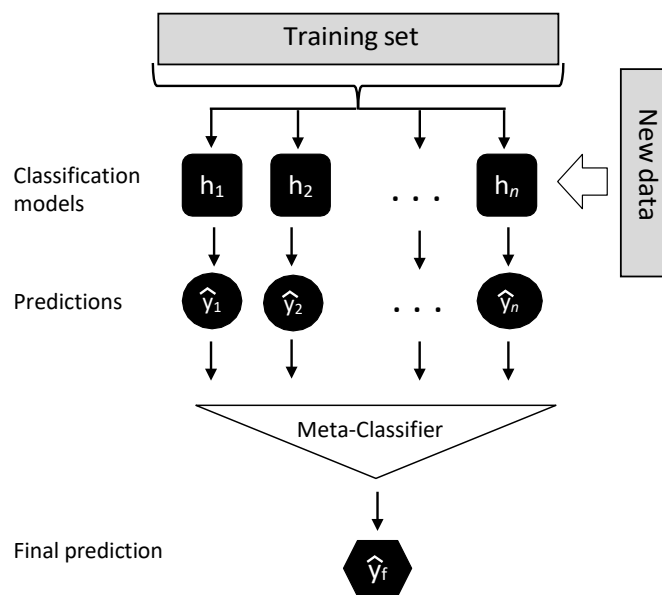 Training set
New data
Classification
models
h₁ h₂ . . . hₙ
Predictions
ŷ₁ ŷ₂ . . . ŷₙ
Meta-Classifier
Final prediction
ŷf